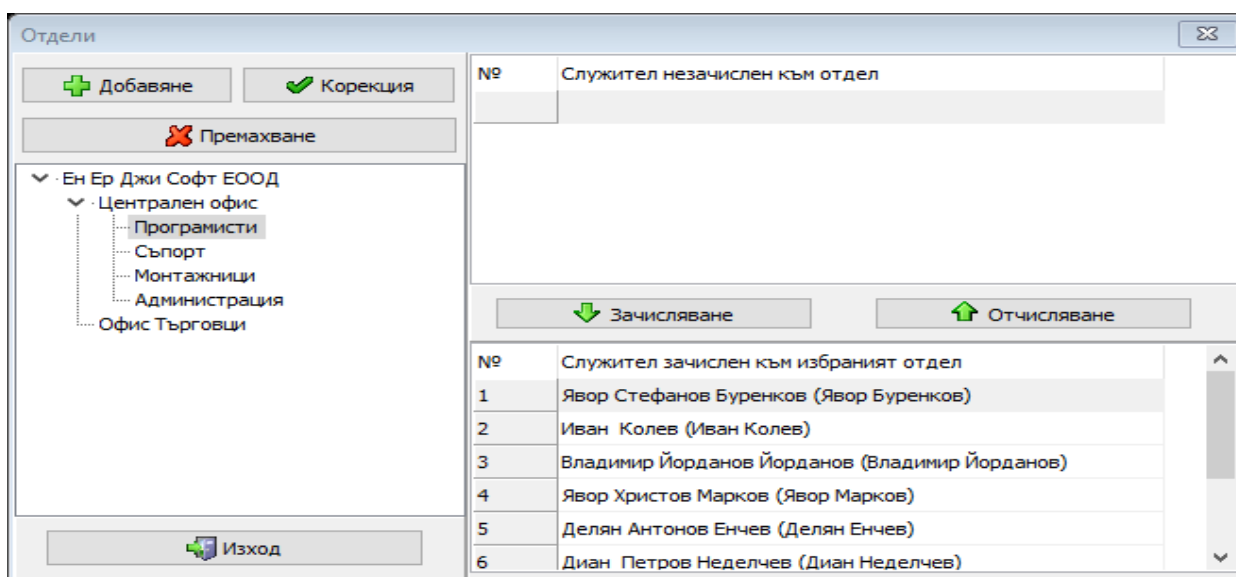 Отдели
Добавяне
Корекция
Премахване
Ен Ер Джи Софт ЕООД
Централен офис
Програмисти
Съпорт
Монтажници
Администрация
Офис Търговци
Изход
№ Служител незачислен към отдел
Зачисляване
Отчисляване
№ Служител зачислен към избраният отдел
1 Явор Стефанов Буренков (Явор Буренков)
2 Иван Колев (Иван Колев)
3 Владимир Йорданов Йорданов (Владимир Йорданов)
4 Явор Христов Марков (Явор Марков)
5 Делян Антонов Енчев (Делян Енчев)
6 Диан Петров Неделчев (Диан Неделчев)